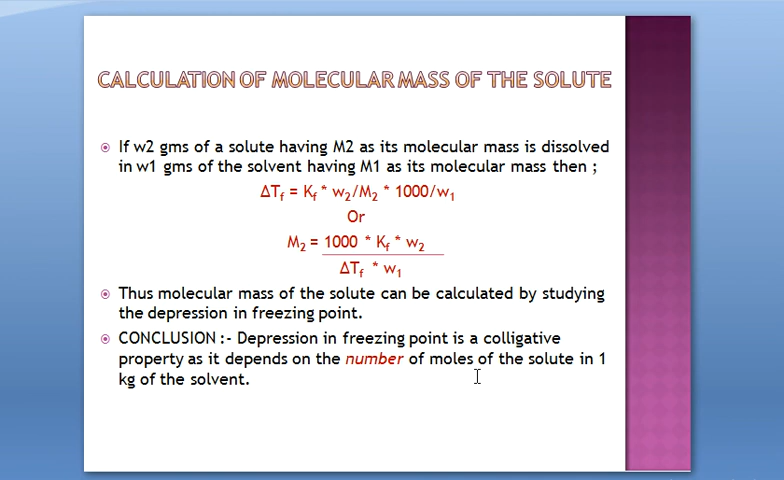 CALCULATION OF MOLECULAR MASS OF THE SOLUTE
If w2 gms of a solute having M2 as its molecular mass is dissolved
in w1 gms of the solvent having M1 as its molecular mass then ;
ΔTf = Kf * w2/M2 * 1000/w1
Or
M2 = 1000 * Kf * w2
ΔTf * w1
Thus molecular mass of the solute can be calculated by studying
the depression in freezing point.
CONCLUSION :- Depression in freezing point is a colligative
property as it depends on the number of moles of the solute in 1
kg of the solvent.